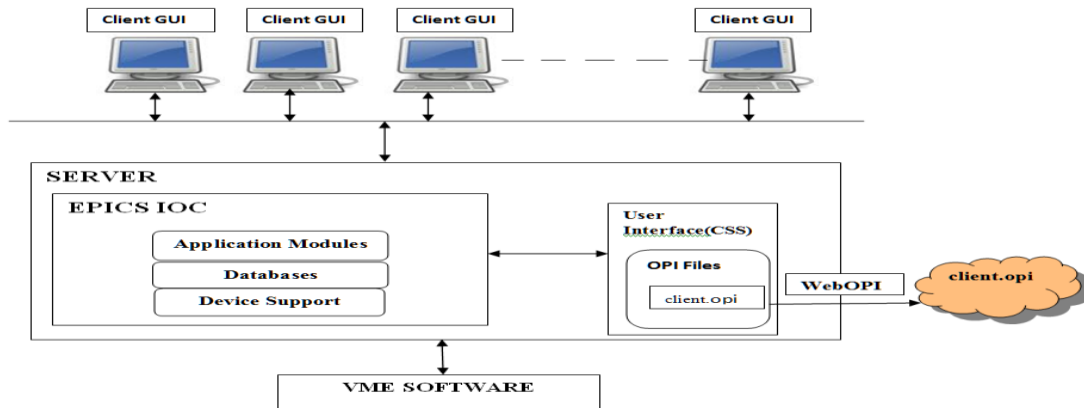 Client GUI
Client GUI
Client GUI
Client GUI
SERVER
EPICS IOC
Application Modules
Databases
Device Support
User
Interface(CSS)
OPI Files
client.opi
WebOPI
client.opi
VME SOFTWARE